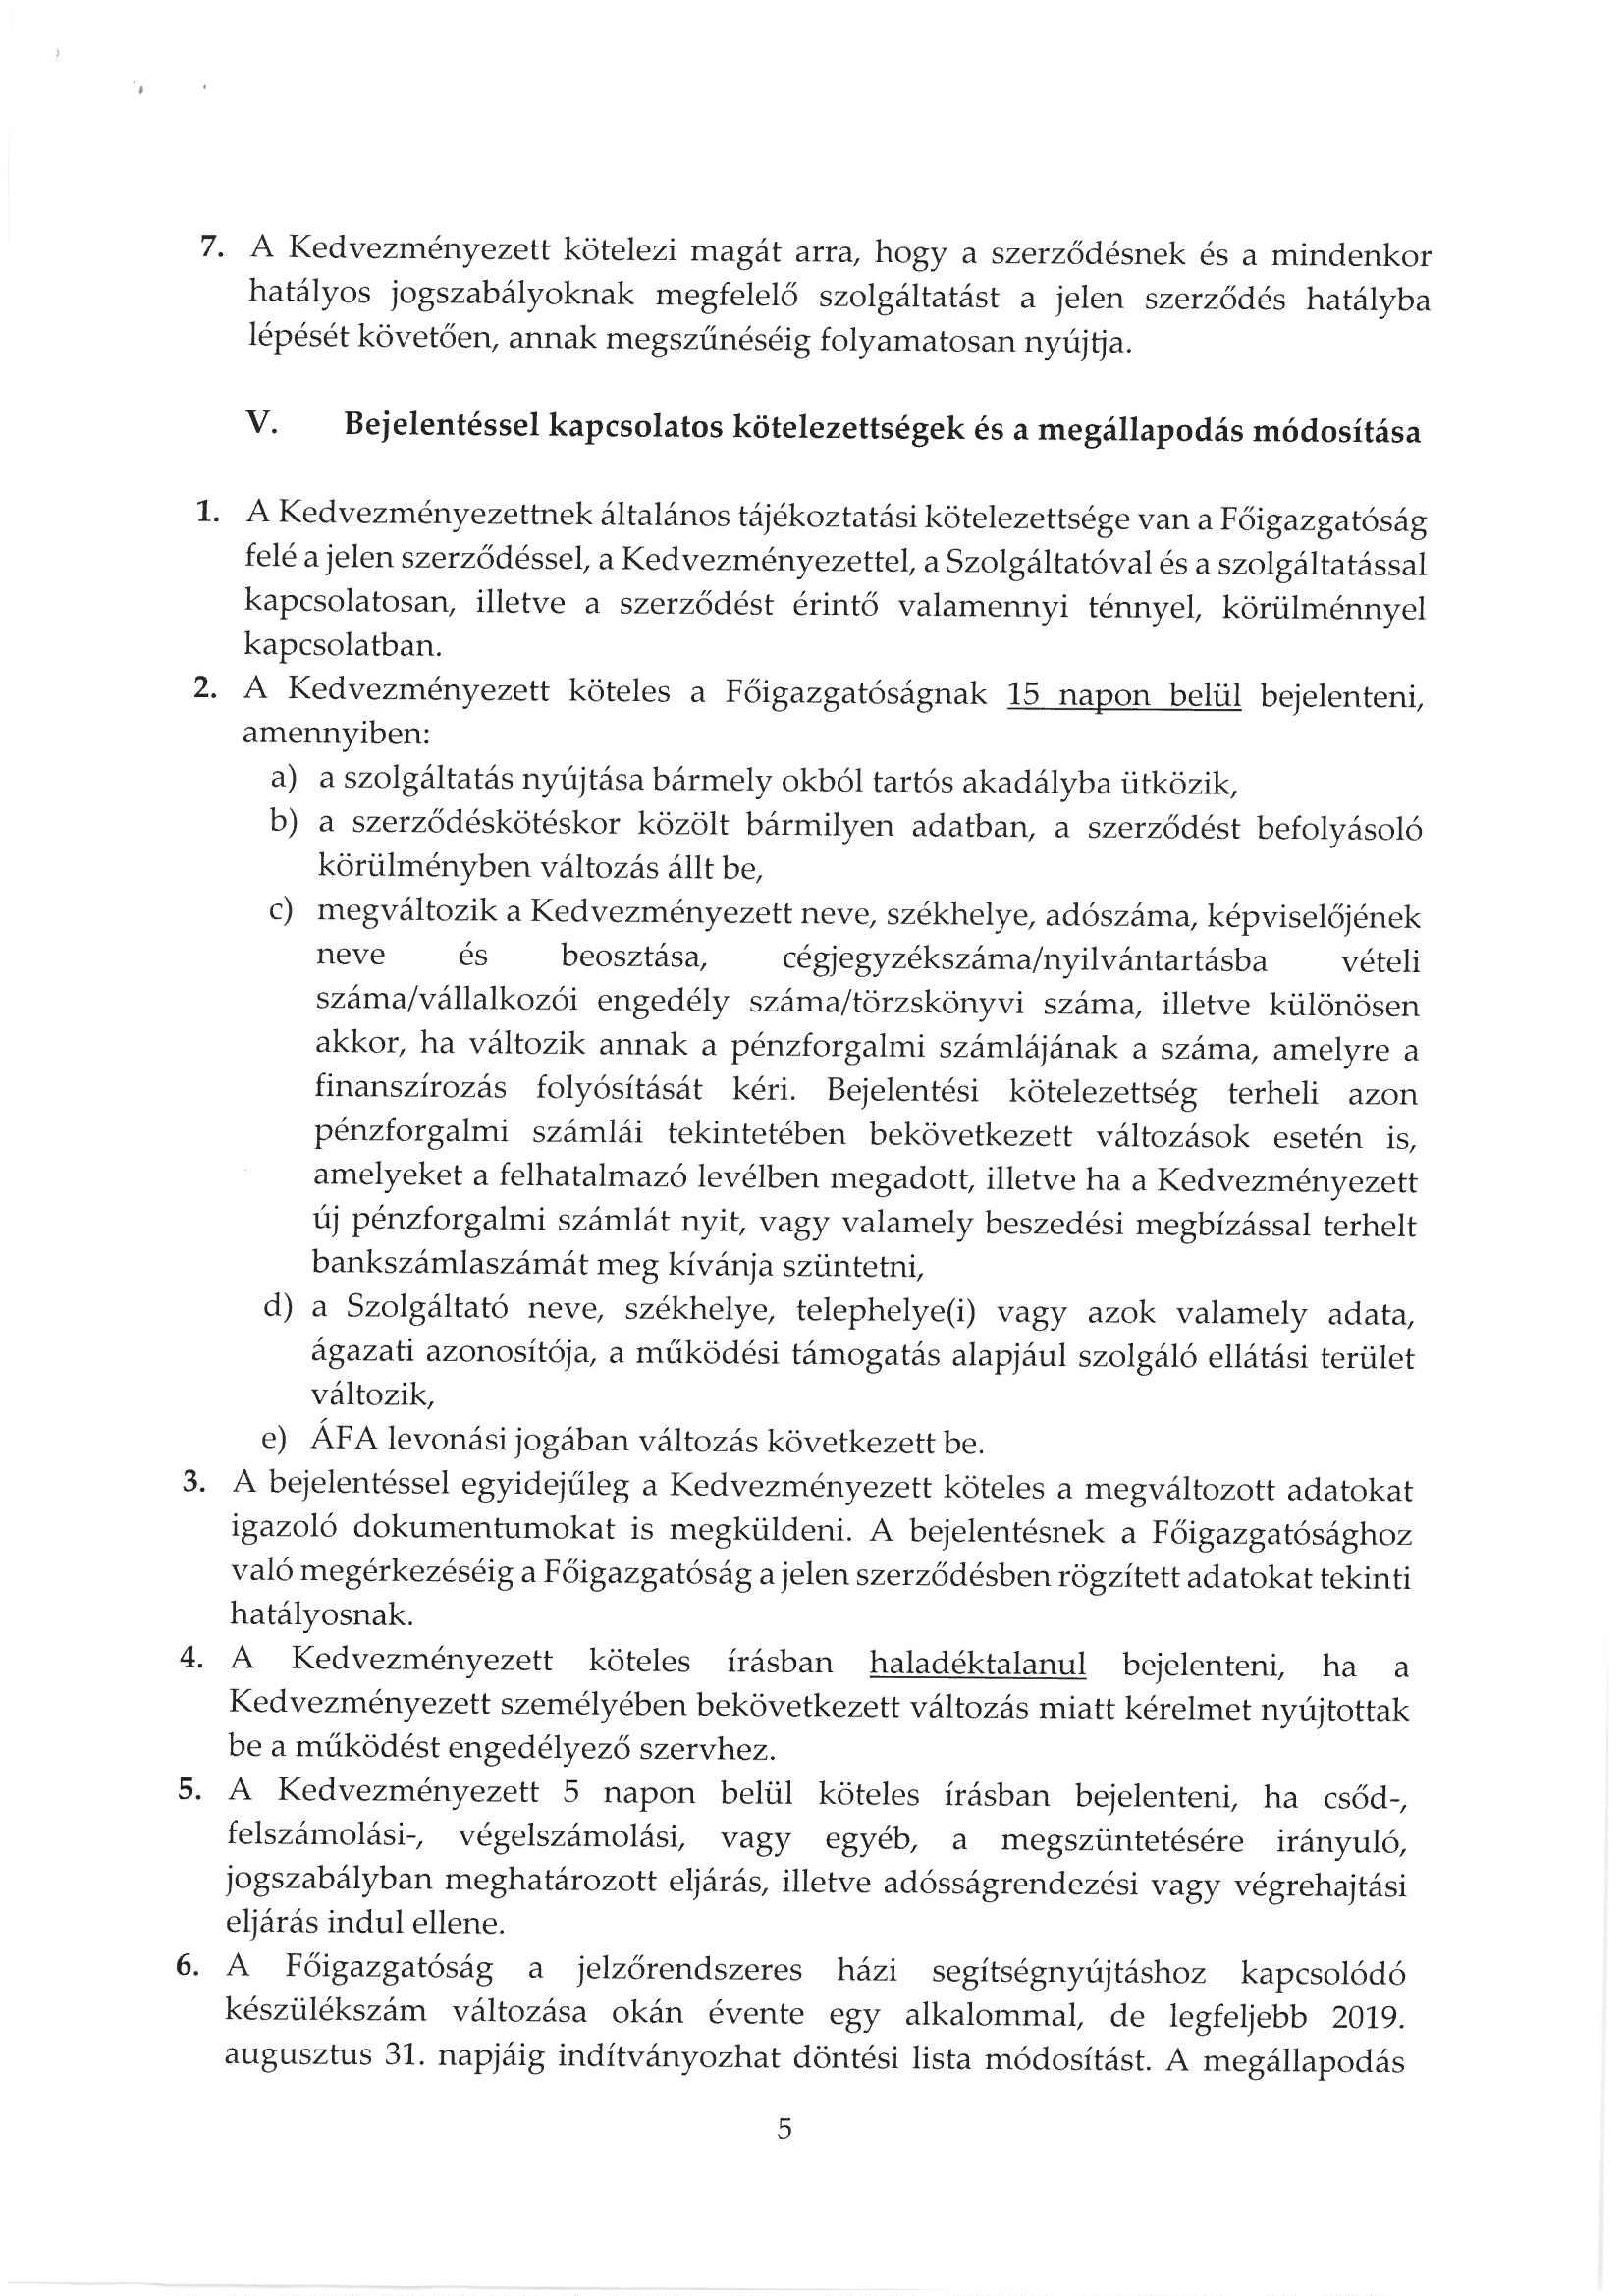 7. A Kedvezményezett kötelezi magát arra, hogy a szerződésnek és a mindenkor
hatályos jogszabályoknak megfelelő szolgáltatást a jelen szerződés hatályba
lépését követően, annak megszűnéséig folyamatosan nyújtja.
V. Bejelentéssel kapcsolatos kötelezettségek és a megállapodás módosítása
1. A Kedvezményezettnek általános tájékoztatási kötelezettsége van a Főigazgatóság
felé a jelen szerződéssel, a Kedvezményezettel, a Szolgáltatóval és a szolgáltatással
kapcsolatosan, illetve a szerződést érintő valamennyi ténnyel, körülménnyel
kapcsolatban.
2. A Kedvezményezett köteles a Főigazgatóságnak 15 napon belül bejelenteni,
amennyiben:
a) a szolgáltatás nyújtása bármely okból tartós akadályba ütközik,
b) a szerződéskötéskor közölt bármilyen adatban, a szerződést befolyásoló
körülményben változás állt be,
c) megváltozik a Kedvezményezett neve, székhelye, adószáma, képviselőjének
neve és beosztása, cégjegyzékszáma/nyilvántartásba vételi
száma/vállalkozói engedély száma/törzskönyvi száma, illetve különösen
akkor, ha változik annak a pénzforgalmi számlájának a száma, amelyre a
finanszírozás folyósítását kéri. Bejelentési kötelezettség terheli azon
pénzforgalmi számlái tekintetében bekövetkezett változások esetén is,
amelyeket a felhatalmazó levélben megadott, illetve ha a Kedvezményezett
új pénzforgalmi számlát nyit, vagy valamely beszedési megbízással terhelt
bankszámlaszámát meg kívánja szüntetni,
d) a Szolgáltató neve, székhelye, telephelye(i) vagy azok valamely adata,
ágazati azonosítója, a működési támogatás alapjául szolgáló ellátási terület
változik,
e) ÁFA levonási jogában változás következett be.
3. A bejelentéssel egyidejűleg a Kedvezményezett köteles a megváltozott adatokat
igazoló dokumentumokat is megküldeni. A bejelentésnek a Főigazgatósághoz
való megérkezéséig a Főigazgatóság a jelen szerződésben rögzített adatokat tekinti
hatályosnak.
4. A Kedvezményezett köteles írásban haladéktalanul bejelenteni, ha a
Kedvezményezett személyében bekövetkezett változás miatt kérelmet nyújtottak
be a működést engedélyező szervhez.
5. A Kedvezményezett 5 napon belül köteles írásban bejelenteni, ha csőd-,
felszámolási-, végelszámolási, vagy egyéb, a megszüntetésére irányuló,
jogszabályban meghatározott eljárás, illetve adósságrendezési vagy végrehajtási
eljárás indul ellene.
6. A Főigazgatóság a jelzőrendszeres házi segítségnyújtáshoz kapcsolódó
készülékszám változása okán évente egy alkalommal, de legfeljebb 2019.
augusztus 31. napjáig indítványozhat döntési lista módosítást. A megállapodás
5